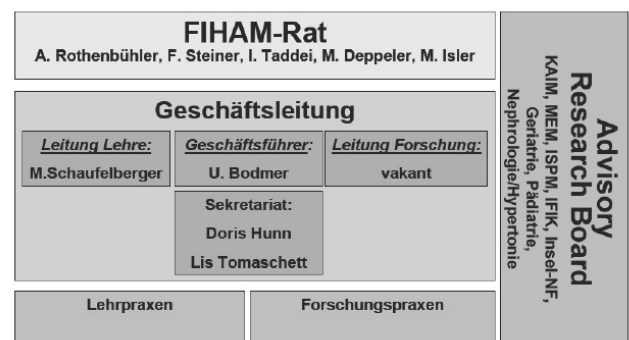 FIHAM-Rat
A. Rothenbühler, F. Steiner, I. Taddei, M. Deppeler, M. Isler
Geschäftsleitung
Leitung Lehre:
M.Schaufelberger
Geschäftsführer:
U. Bodmer
Leitung Forschung:
vakant
Sekretariat:
Doris Hunn
Lis Tomaschett
Lehrpraxen
Forschungspraxen
Advisory
Research Board
KAIM, MEM, ISPM, IFIK, Insel-NF,
Geriatrie, Pädiatrie,
Nephrologie/Hypertonie